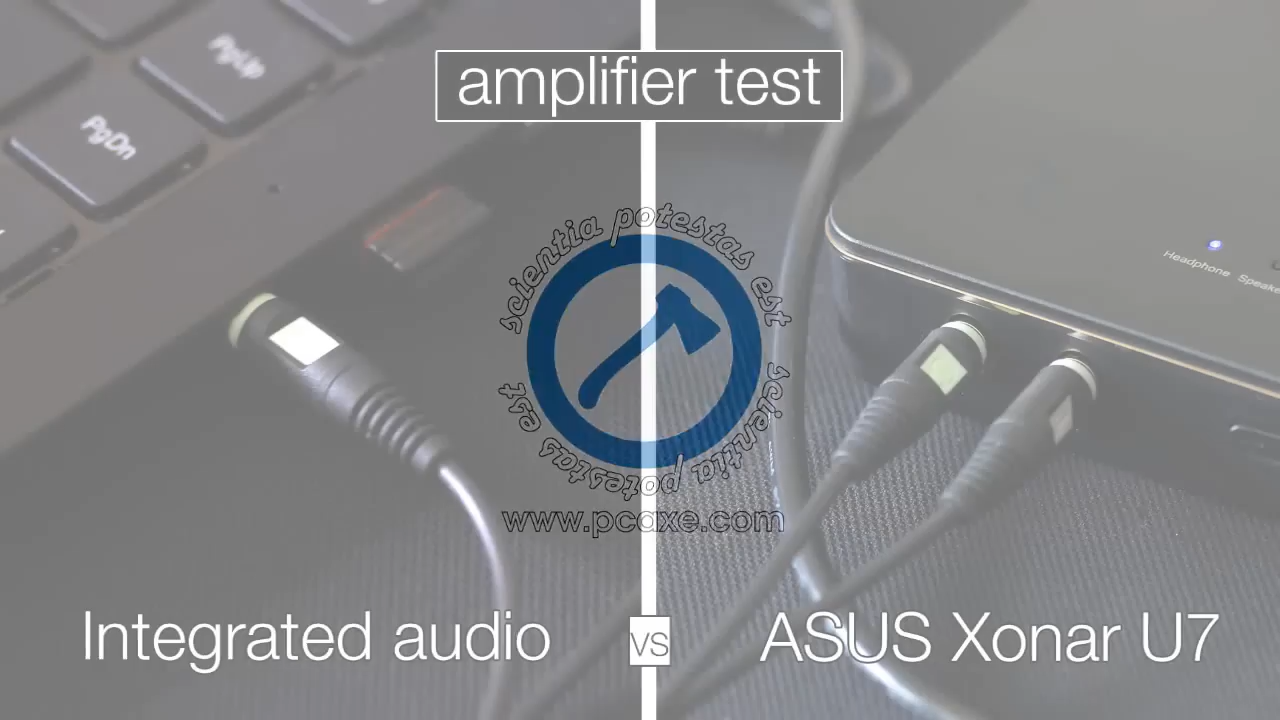 amplifier test
PgUp
PgDn
Headphone
scientia potestas est
scientia potestas est
www.pcaxe.com
Integrated audio
vs
ASUS Xonar U7